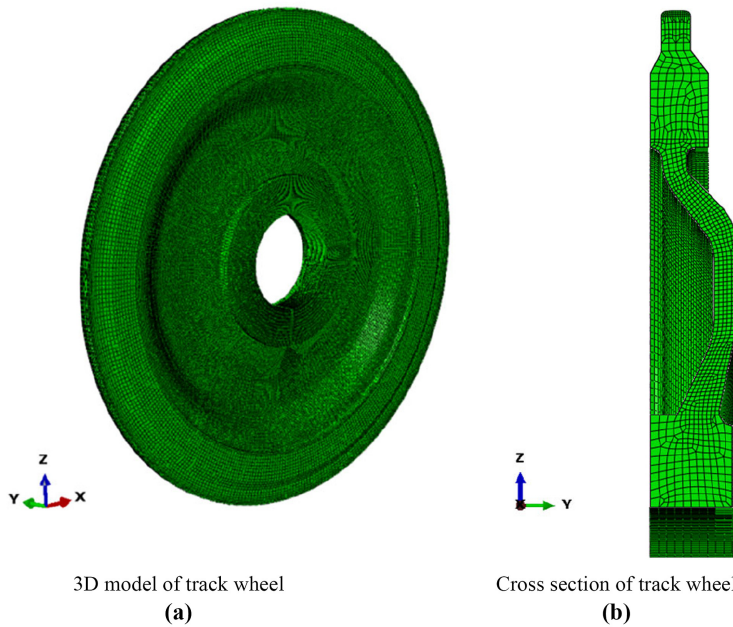 Z
Y
X
Z
X
Y
3D model of track wheel
Cross section of track wheel
(a)
(b)